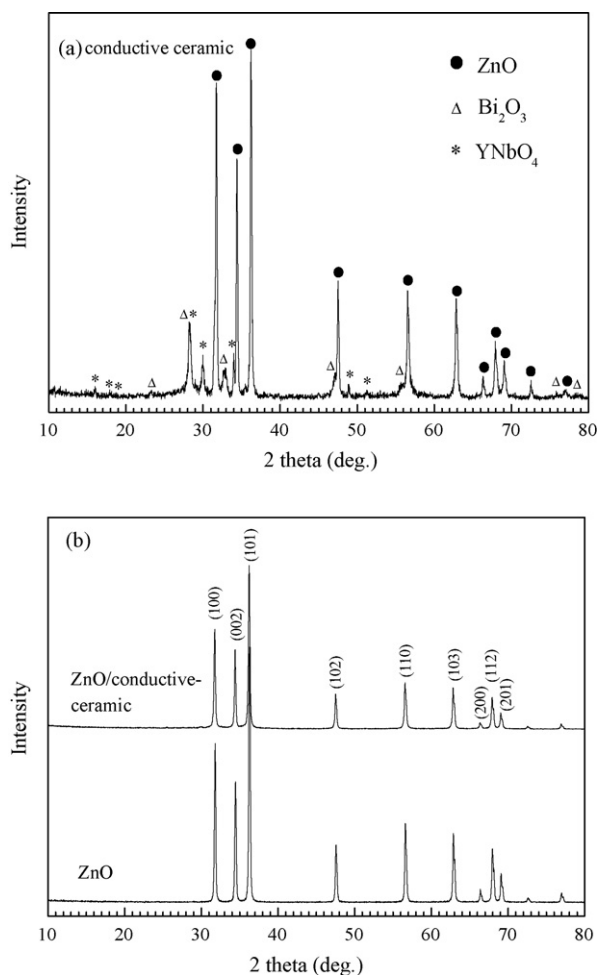 (a) conductive ceramic
● ZnO
Δ Bi₂O₃
* YNbO₄
Intensity
10 20 30 40 50 60 70 80
2 theta (deg.)
(b)
(100)
(002)
(101)
(102)
(110)
(103)
(200)
(112)
(201)
ZnO/conductive-
ceramic
ZnO
Intensity
10 20 30 40 50 60 70 80
2 theta (deg.)